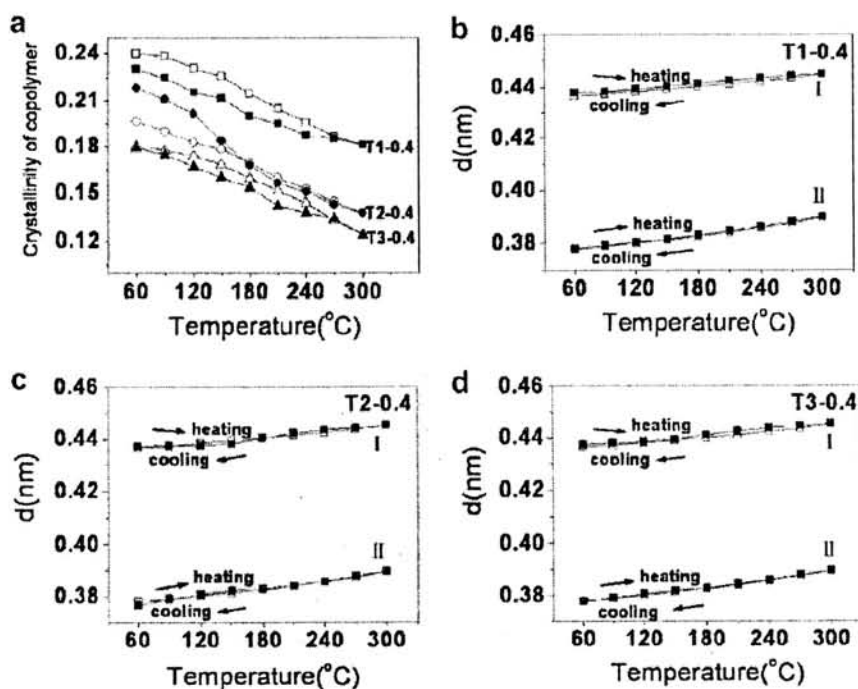 a
Crystallinity of copolymer
0.24
0.21
0.18
0.15
0.12
T1-0.4
T2-0.4
T3-0.4
60 120 180 240 300
Temperature(°C)
b
d(nm)
0.46
0.44
0.42
0.40
0.38
T1-0.4
heating
I
cooling
II
heating
cooling
60 120 180 240 300
Temperature(°C)
c
d(nm)
0.46
0.44
0.42
0.40
0.38
T2-0.4
heating
I
cooling
II
heating
cooling
60 120 180 240 300
Temperature(°C)
d
d(nm)
0.46
0.44
0.42
0.40
0.38
T3-0.4
heating
I
cooling
II
heating
cooling
60 120 180 240 300
Temperature(°C)